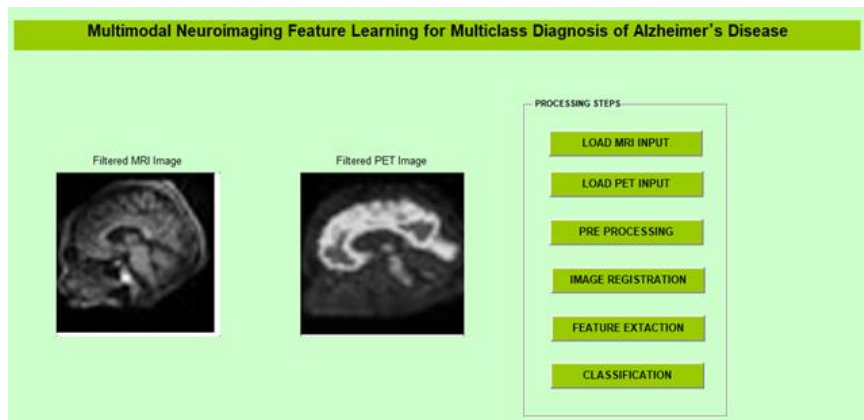 Multimodal Neuroimaging Feature Learning for Multiclass Diagnosis of Alzheimer's Disease
Filtered MRI Image
Filtered PET Image
PROCESSING STEPS
LOAD MRI INPUT
LOAD PET INPUT
PRE PROCESSING
IMAGE REGISTRATION
FEATURE EXTACTION
CLASSIFICATION